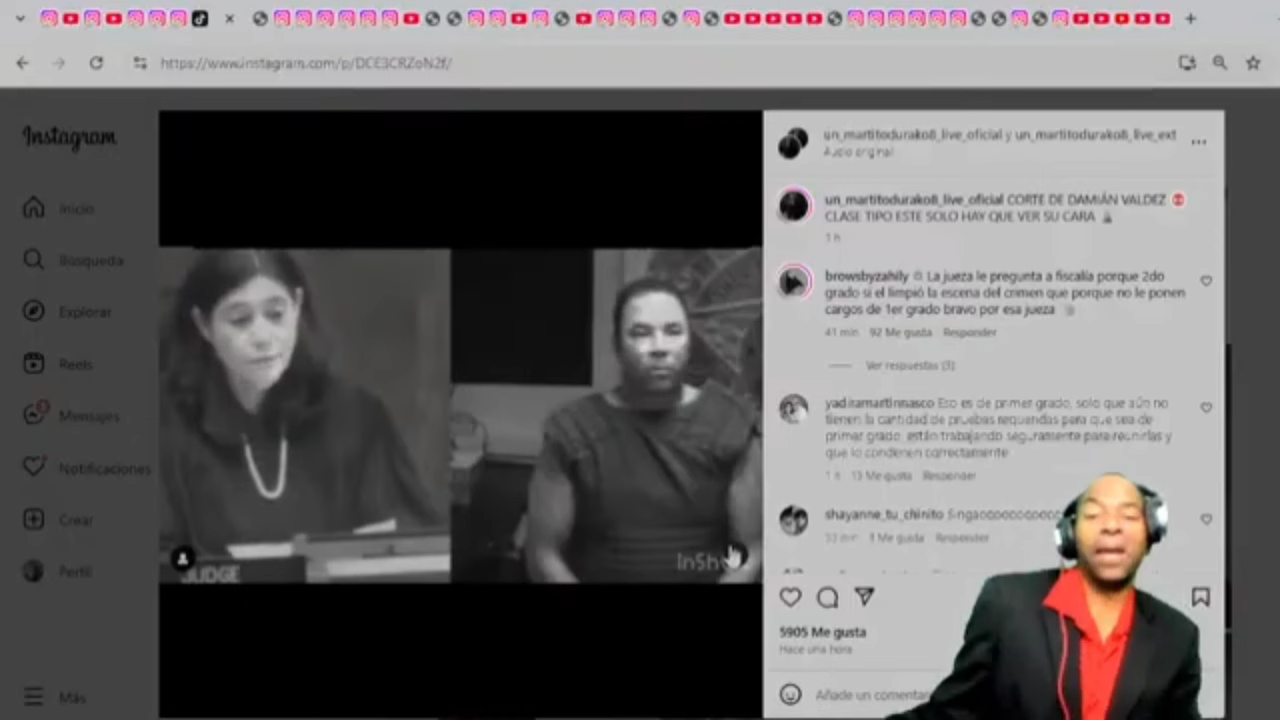 https://www.instagram.com/p/DCE3CRZoN2f/
Instagram
Inicio
Búsqueda
Explorar
Reels
Mensajes
Notificaciones
Crear
Perfil
Más
JUDGE
InSh
un_martitodurako8_live_oficial y un_martitodurako8_live_ext
Audio original
un_martitodurako8_live_oficial CORTE DE DAMIÁN VALDEZ
CLASE TIPO ESTE SOLO HAY QUE VER SU CARA
1 h
browsbyzahily La jueza le pregunta a fiscalía porque 2do
grado si el limpió la escena del crimen que porque no le ponen
cargos de 1er grado bravo por esa jueza
41 min 92 Me gusta Responder
Ver respuestas (3)
yadiramartinnasco Eso es de primer grado, solo que aún no
tienen la cantidad de pruebas requeridas para que sea de
primer grado, están trabajando seguramente para reunirlas y
que lo condenen correctamente
1 h 13 Me gusta Responder
shayanne_tu_chinito
53 min 1 Me gusta Responder
5905 Me gusta
Hace una hora
Añade un comentar